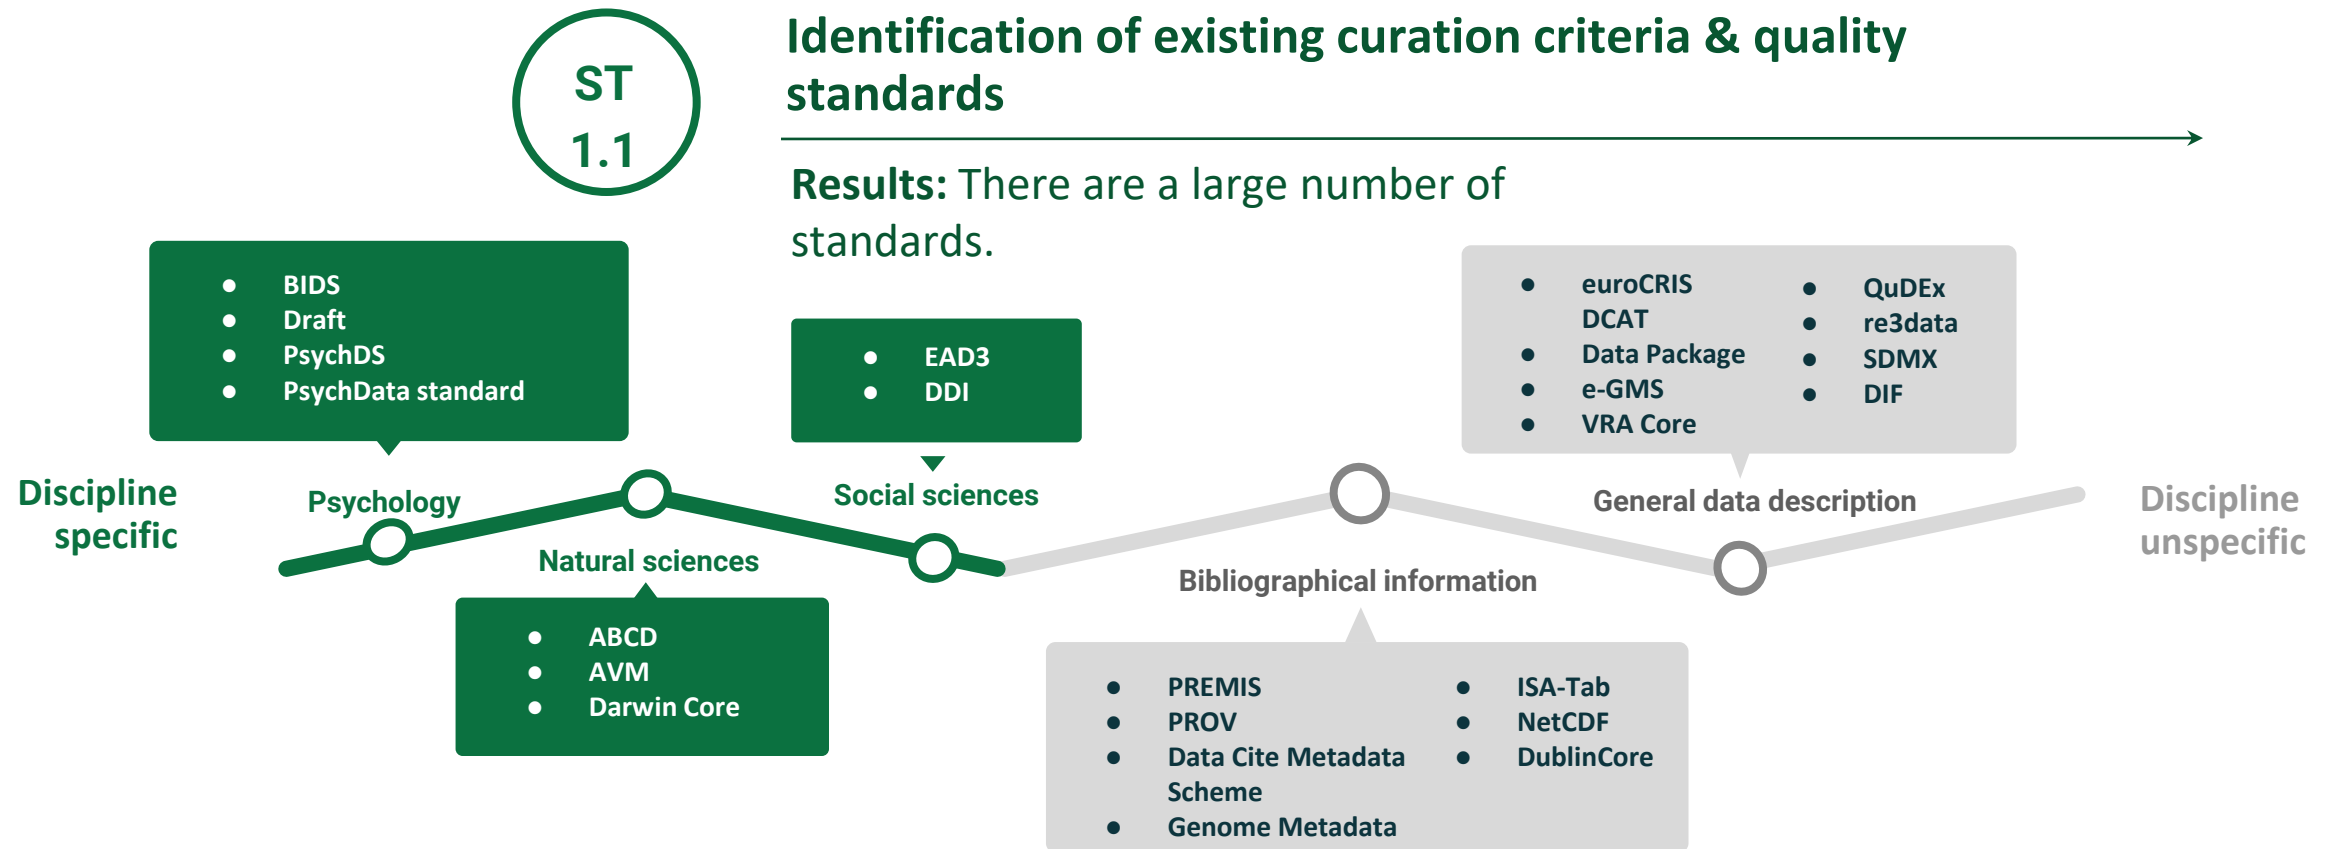 ST
1.1
Identification of existing curation criteria & quality
standards
Results: There are a large number of
standards.
● BIDS
● Draft
● PsychDS
● PsychData standard
● EAD3
● DDI
● euroCRIS
DCAT
● Data Package
● e-GMS
● VRA Core
● QuDEx
● re3data
● SDMX
● DIF
Discipline
specific
Psychology
Natural sciences
Social sciences
Bibliographical information
General data description
Discipline
unspecific
● ABCD
● AVM
● Darwin Core
● PREMIS
● PROV
● Data Cite Metadata
Scheme
● Genome Metadata
● ISA-Tab
● NetCDF
● DublinCore